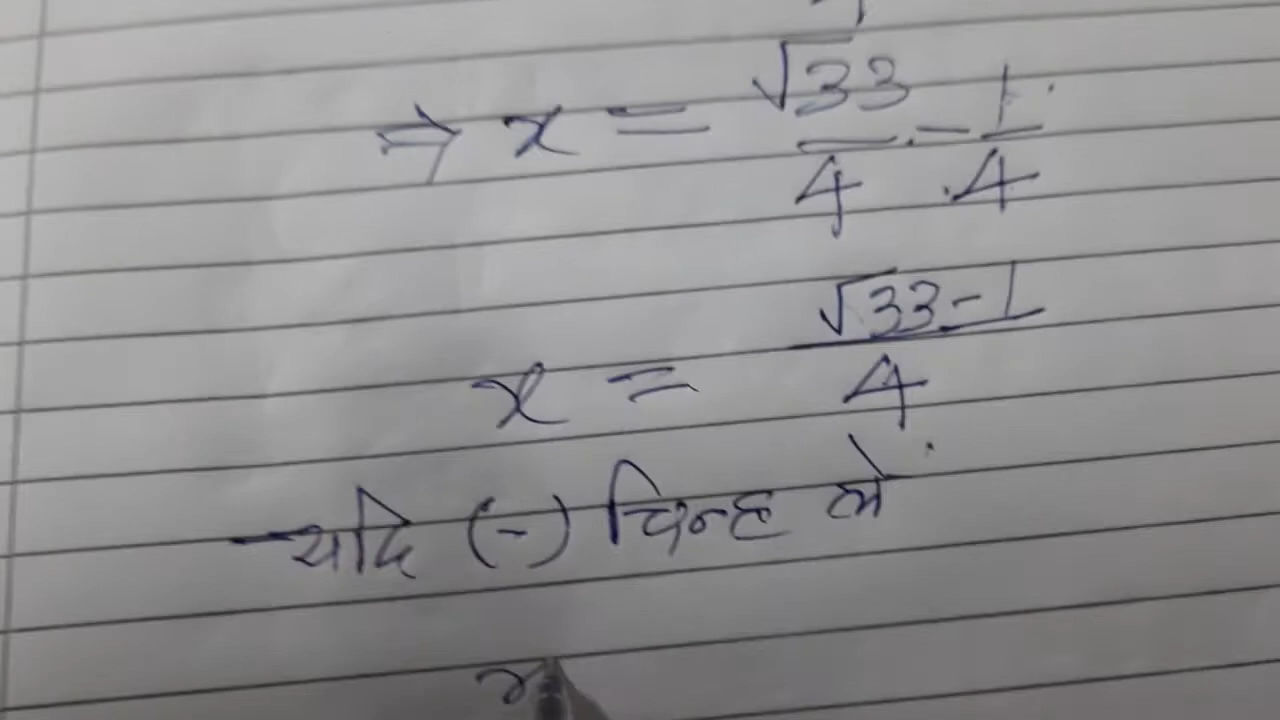 ⇒ x = √33/4 - 1/4
x = (√33 - 1)/4
यदि (-) चिन्ह ले
x